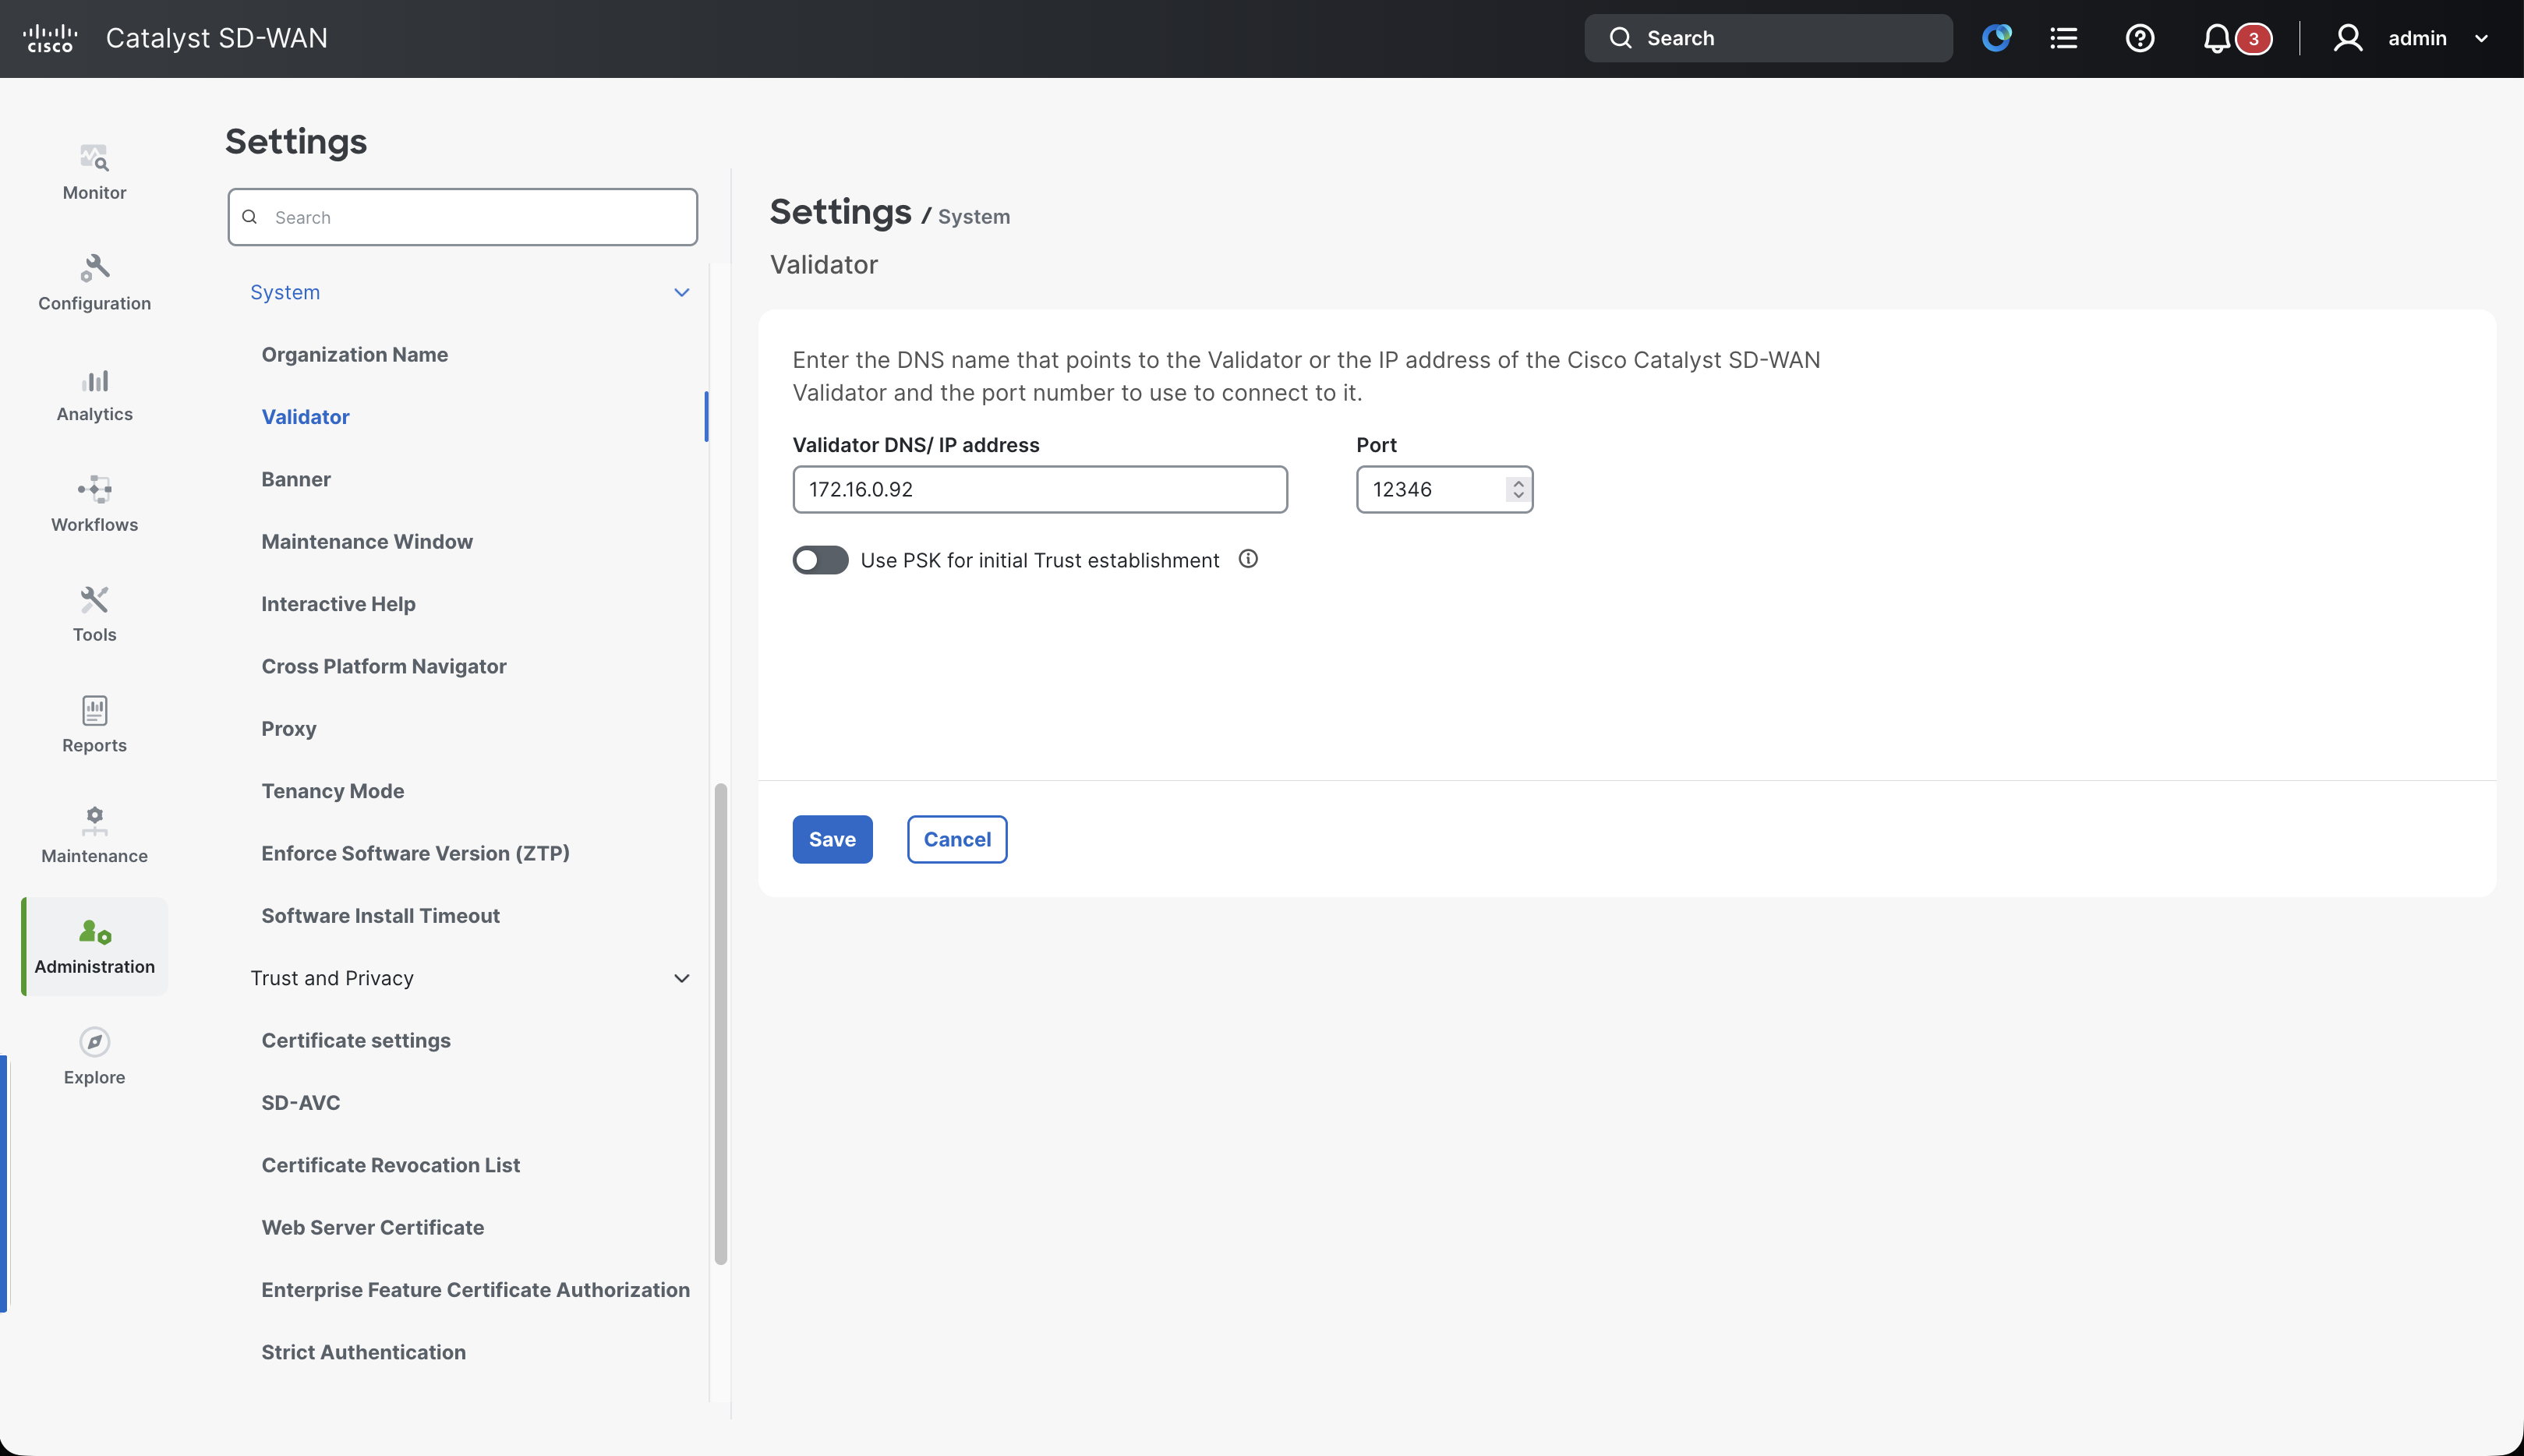 cisco
Catalyst SD-WAN
Search
3
admin
Monitor
Configuration
Analytics
Workflows
Tools
Reports
Maintenance
Administration
Explore
Settings
Search
System
Organization Name
Validator
Banner
Maintenance Window
Interactive Help
Cross Platform Navigator
Proxy
Tenancy Mode
Enforce Software Version (ZTP)
Software Install Timeout
Trust and Privacy
Certificate settings
SD-AVC
Certificate Revocation List
Web Server Certificate
Enterprise Feature Certificate Authorization
Strict Authentication
Settings / System
Validator
Enter the DNS name that points to the Validator or the IP address of the Cisco Catalyst SD-WAN
Validator and the port number to use to connect to it.
Validator DNS/ IP address
Port
172.16.0.92
12346
Use PSK for initial Trust establishment
Save
Cancel